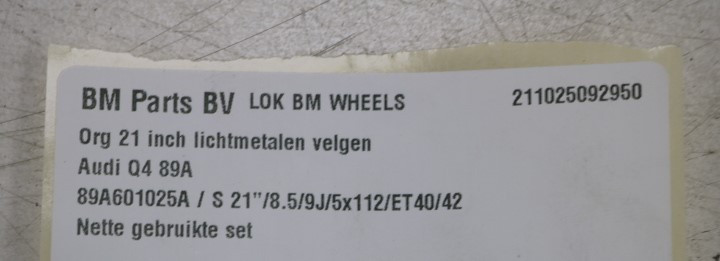 BM Parts BV LOK BM WHEELS 211025092950
Org 21 inch lichtmetalen velgen
Audi Q4 89A
89A601025A / S 21"/8.5/9J/5x112/ET40/42
Nette gebruikte set